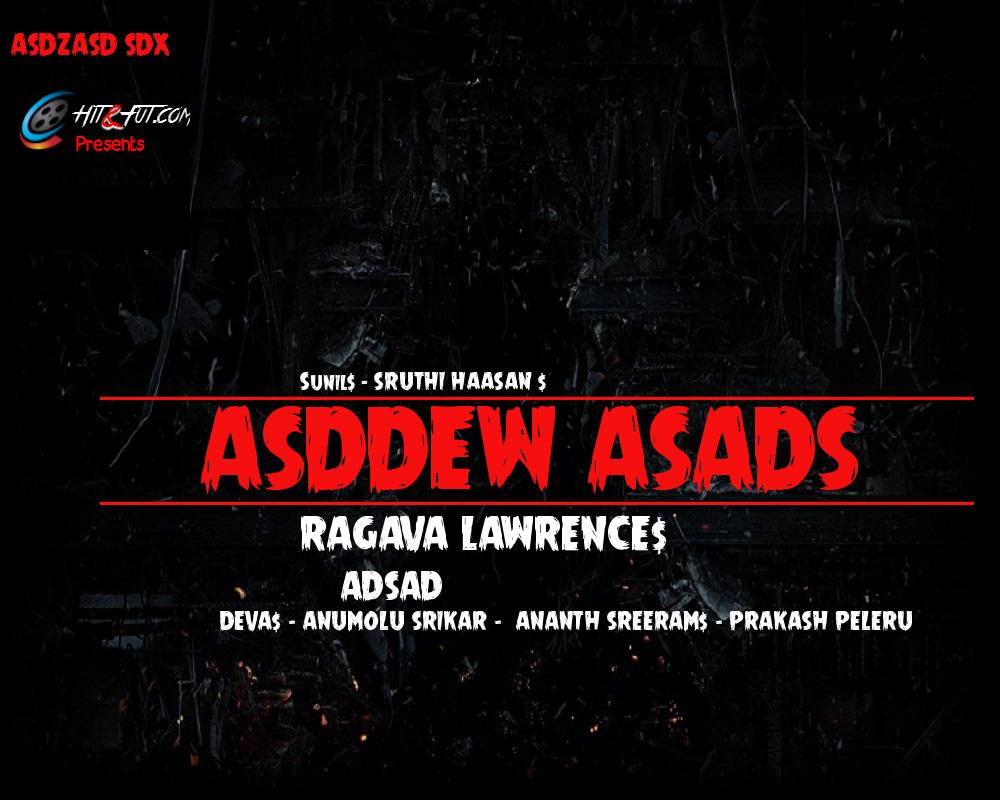 ASDZASD SDX
HIT&FUT.COM
Presents
SUNIL$ - SRUTHI HAASAN $
ASDDEW ASADS
RAGAVA LAWRENCE$
ADSAD
DEVA$ - ANUMOLU SRIKAR - ANANTH SREERAM$ - PRAKASH PELERU